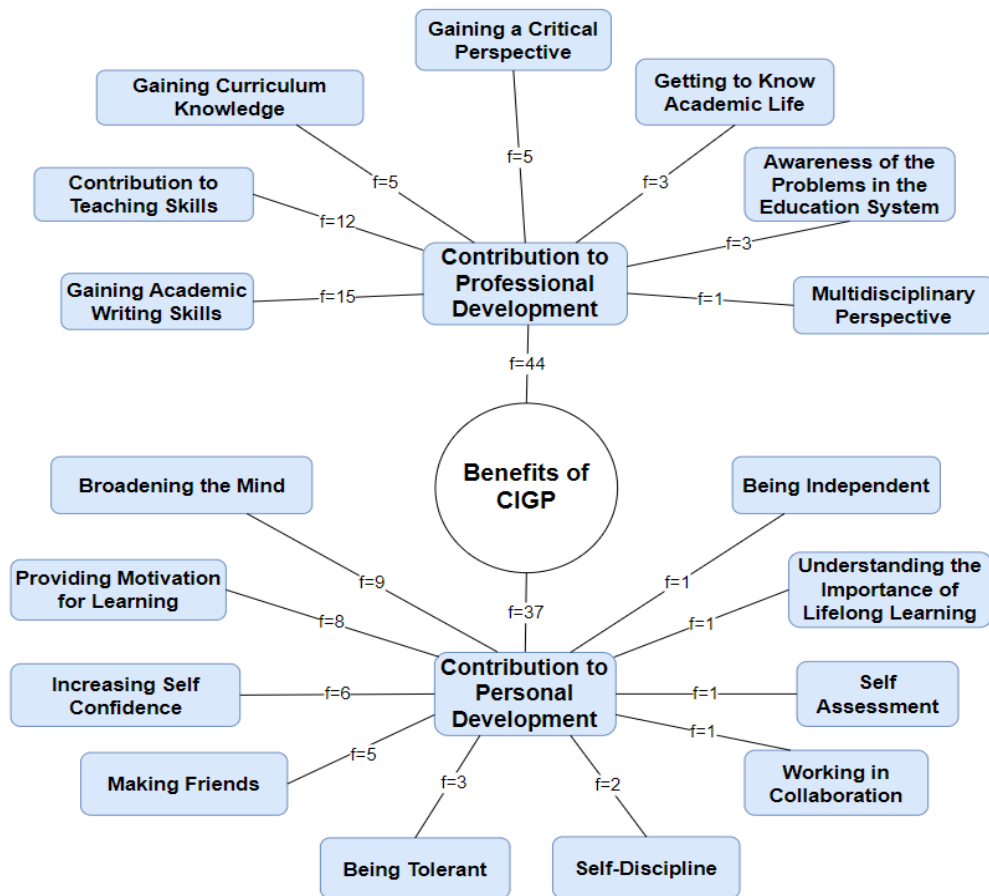 Gaining a Critical
Perspective
Gaining Curriculum
Knowledge
Getting to Know
Academic Life
Contribution to
Teaching Skills
Awareness of the
Problems in the
Education System
Gaining Academic
Writing Skills
Multidisciplinary
Perspective
f=5
f=5
f=3
f=12
f=3
f=15
f=1
Contribution to
Professional
Development
f=44
Benefits of
CIGP
f=37
Broadening the Mind
Being Independent
Providing Motivation
for Learning
Understanding the
Importance of
Lifelong Learning
Increasing Self
Confidence
Self
Assessment
Making Friends
Working in
Collaboration
Being Tolerant
Self-Discipline
f=9
f=1
f=8
f=1
f=6
f=1
f=5
f=1
f=3
f=2
Contribution to
Personal
Development